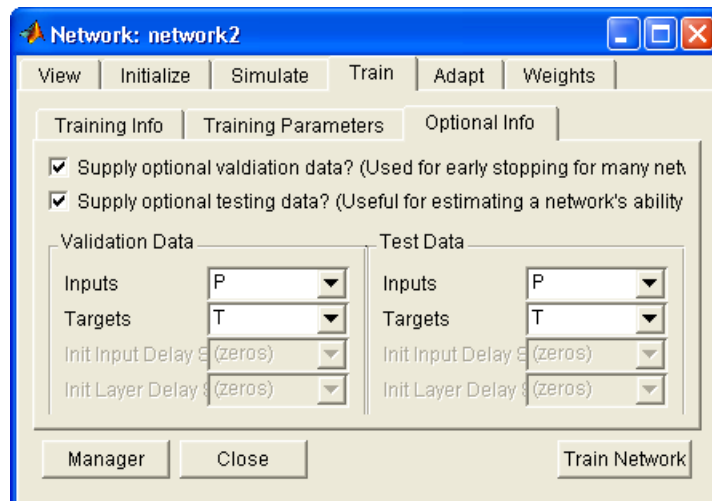 Network: network2
View Initialize Simulate Train Adapt Weights
Training Info Training Parameters Optional Info
Supply optional valdiation data? (Used for early stopping for many net
Supply optional testing data? (Useful for estimating a network's ability
Validation Data Test Data
Inputs P Inputs P
Targets T Targets T
Init Input Delay S (zeros) Init Input Delay S (zeros)
Init Layer Delay S (zeros) Init Layer Delay S (zeros)
Manager Close Train Network